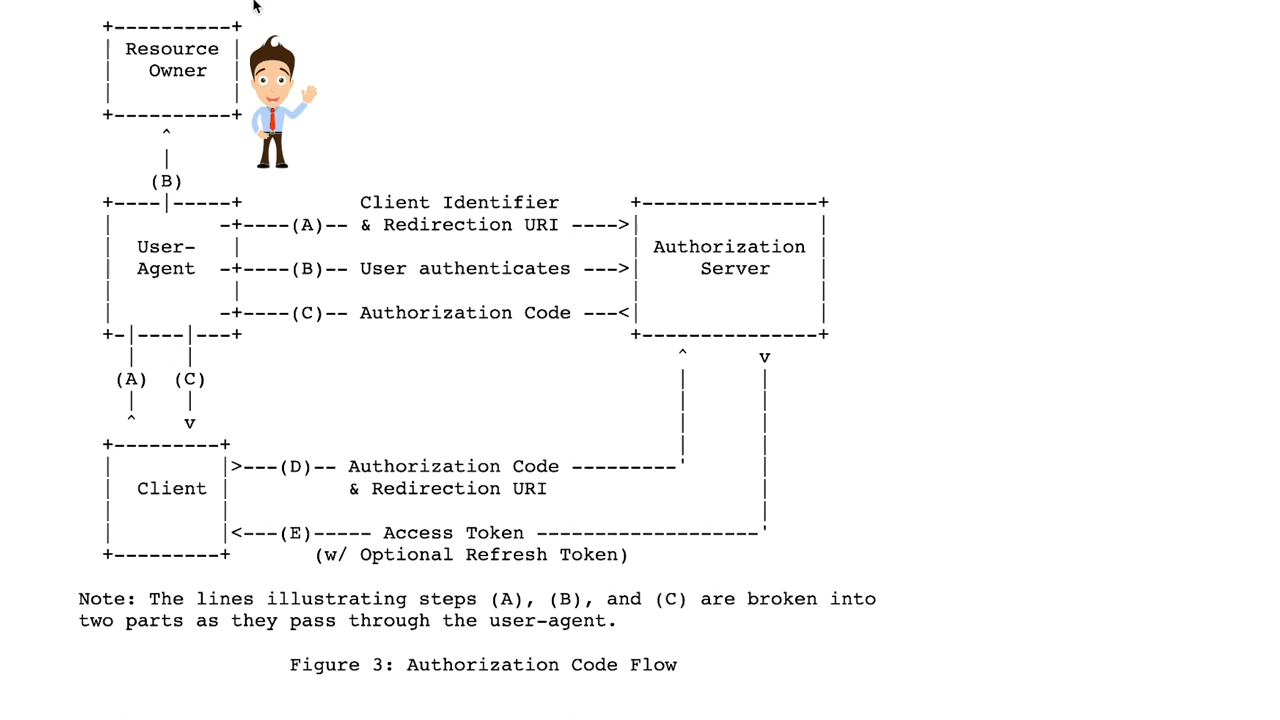 Resource
Owner
(B)
Client Identifier
(A)-- & Redirection URI
User-
Agent
(B)-- User authenticates
Authorization
Server
(C)-- Authorization Code
(A) (C)
(D)-- Authorization Code
& Redirection URI
Client
(E)----- Access Token
(w/ Optional Refresh Token)
Note: The lines illustrating steps (A), (B), and (C) are broken into
two parts as they pass through the user-agent.
Figure 3: Authorization Code Flow